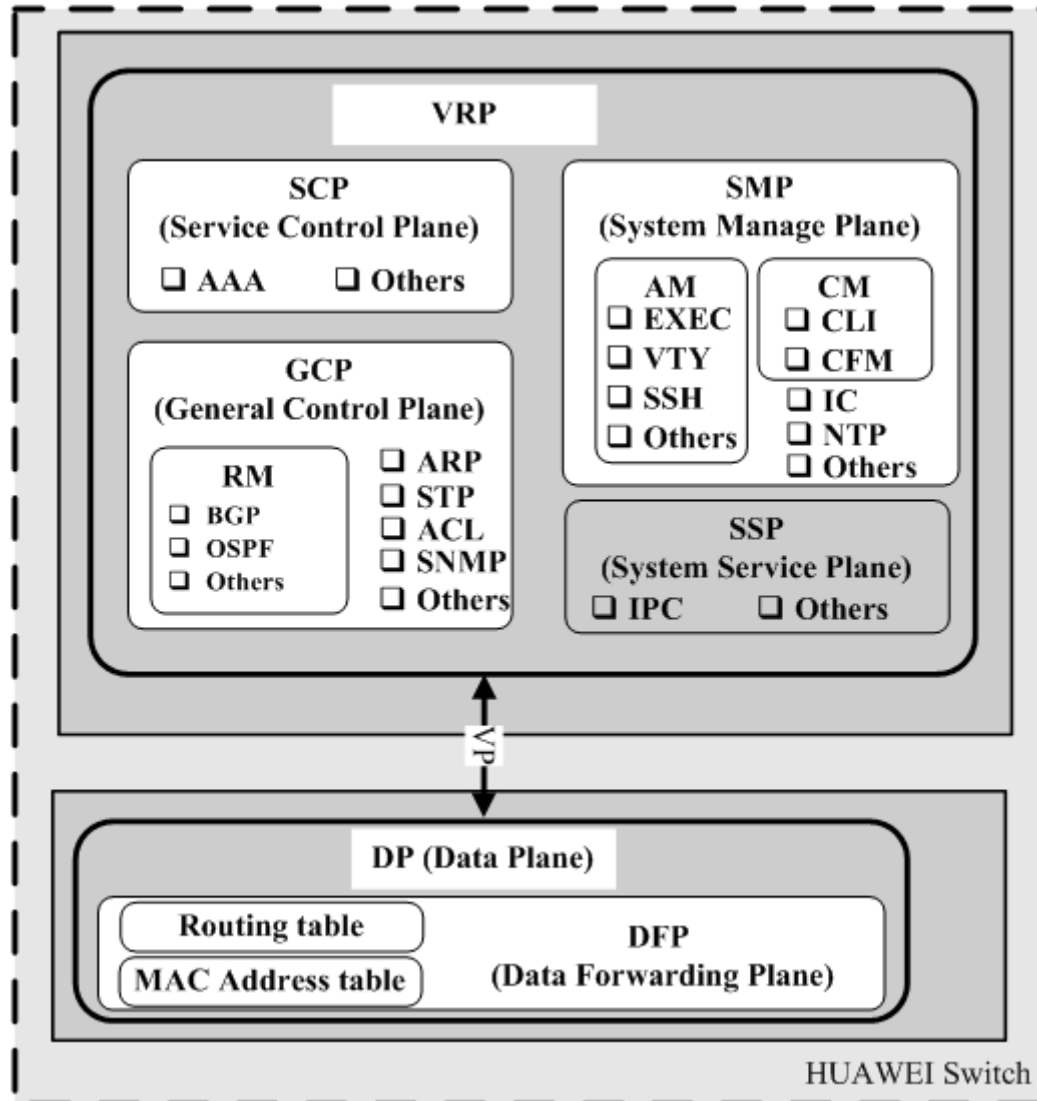 VRP
SCP
(Service Control Plane)
❑ AAA ❑ Others
GCP
(General Control Plane)
RM
❑ BGP
❑ OSPF
❑ Others
❑ ARP
❑ STP
❑ ACL
❑ SNMP
❑ Others
SMP
(System Manage Plane)
AM
❑ EXEC
❑ VTY
❑ SSH
❑ Others
CM
❑ CLI
❑ CFM
❑ IC
❑ NTP
❑ Others
SSP
(System Service Plane)
❑ IPC ❑ Others
VP
DP (Data Plane)
Routing table
MAC Address table
DFP
(Data Forwarding Plane)
HUAWEI Switch